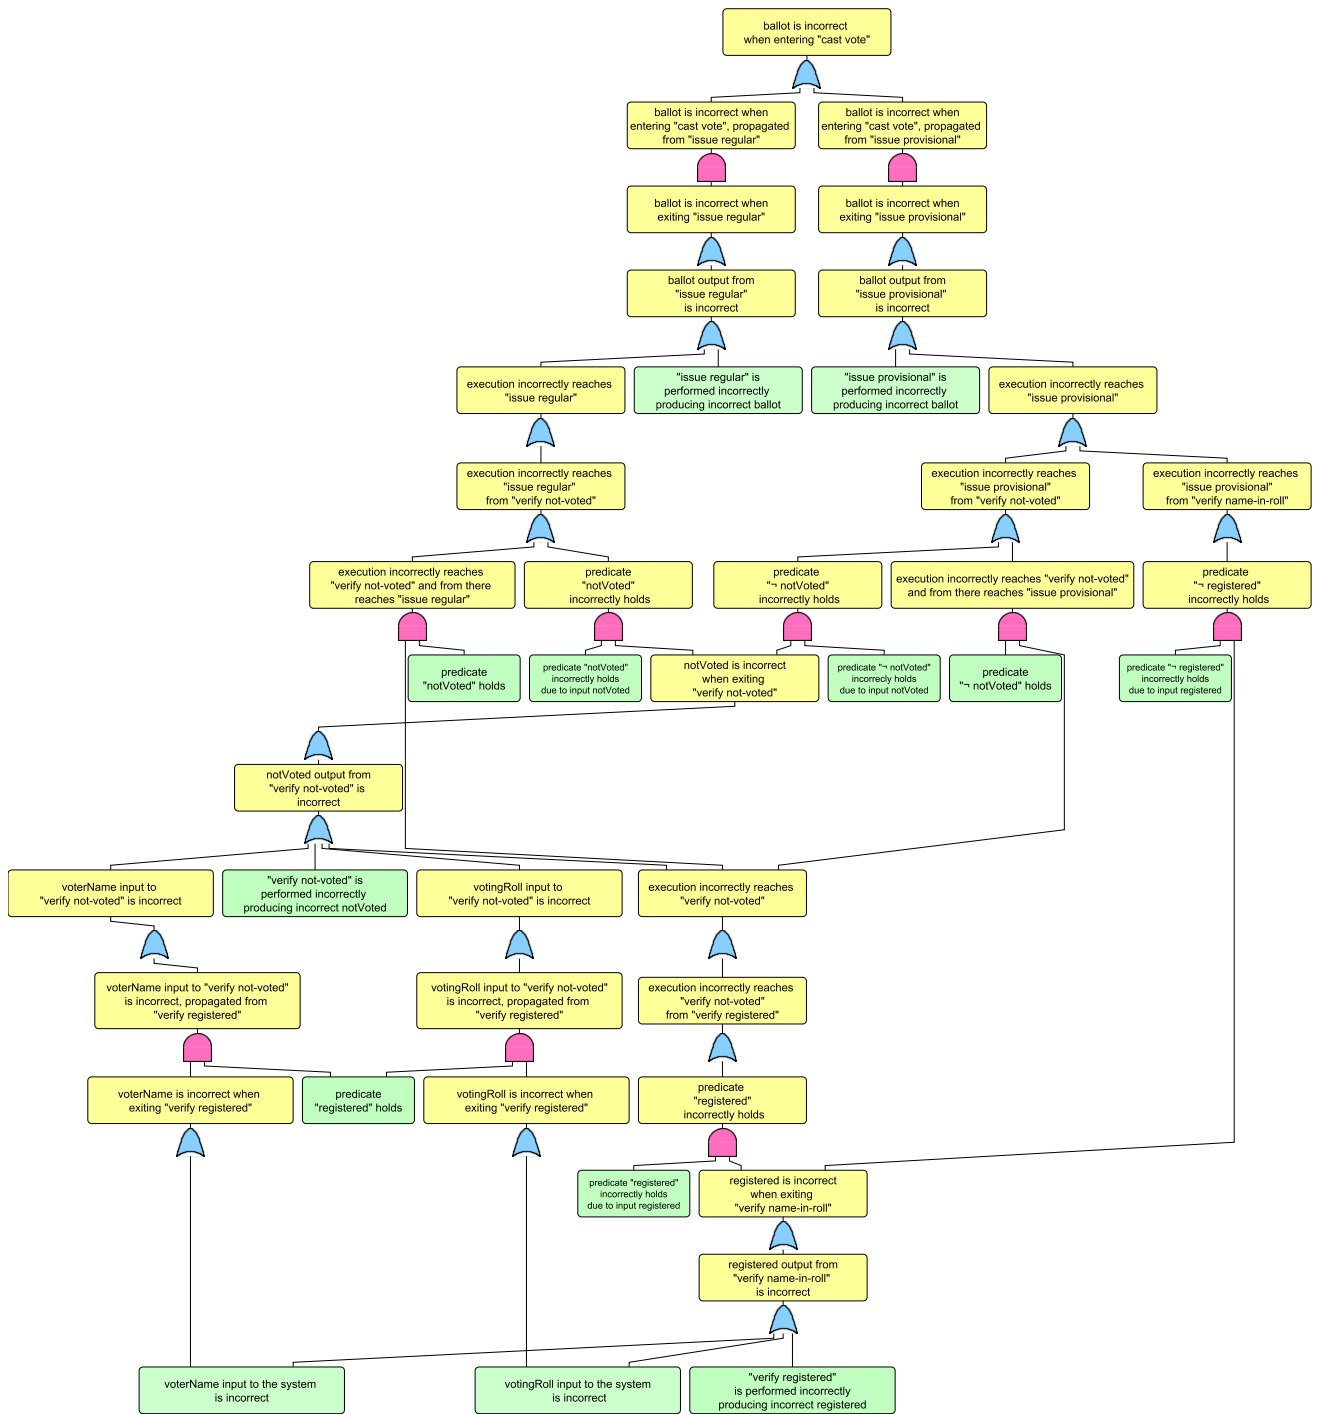 ballot is incorrect
when entering "cast vote"
ballot is incorrect when
entering "cast vote", propagated
from "issue regular"
ballot is incorrect when
entering "cast vote", propagated
from "issue provisional"
ballot is incorrect when
exiting "issue regular"
ballot is incorrect when
exiting "issue provisional"
ballot output from
"issue regular"
is incorrect
ballot output from
"issue provisional"
is incorrect
execution incorrectly reaches
"issue regular"
"issue regular" is
performed incorrectly
producing incorrect ballot
"issue provisional" is
performed incorrectly
producing incorrect ballot
execution incorrectly reaches
"issue provisional"
execution incorrectly reaches
"issue regular"
from "verify not-voted"
execution incorrectly reaches
"issue provisional"
from "verify not-voted"
execution incorrectly reaches
"issue provisional"
from "verify name-in-roll"
execution incorrectly reaches
"verify not-voted" and from there
reaches "issue regular"
predicate
"notVoted"
incorrectly holds
predicate
"¬ notVoted"
incorrectly holds
execution incorrectly reaches "verify not-voted"
and from there reaches "issue provisional"
predicate
"¬ registered"
incorrectly holds
predicate
"notVoted" holds
predicate "notVoted"
incorrectly holds
due to input notVoted
notVoted is incorrect
when exiting
"verify not-voted"
predicate "¬ notVoted"
incorrecly holds
due to input notVoted
predicate
"¬ notVoted" holds
predicate "¬ registered"
incorrectly holds
due to input registered
notVoted output from
"verify not-voted" is
incorrect
voterName input to
"verify not-voted" is incorrect
"verify not-voted" is
performed incorrectly
producing incorrect notVoted
votingRoll input to
"verify not-voted" is incorrect
execution incorrectly reaches
"verify not-voted"
voterName input to "verify not-voted"
is incorrect, propagated from
"verify registered"
votingRoll input to "verify not-voted"
is incorrect, propagated from
"verify registered"
execution incorrectly reaches
"verify not-voted"
from "verify registered"
voterName is incorrect when
exiting "verify registered"
predicate
"registered" holds
votingRoll is incorrect when
exiting "verify registered"
predicate
"registered"
incorrectly holds
predicate "registered"
incorrectly holds
due to input registered
registered is incorrect
when exiting
"verify name-in-roll"
registered output from
"verify name-in-roll"
is incorrect
voterName input to the system
is incorrect
votingRoll input to the system
is incorrect
"verify registered"
is performed incorrectly
producing incorrect registered